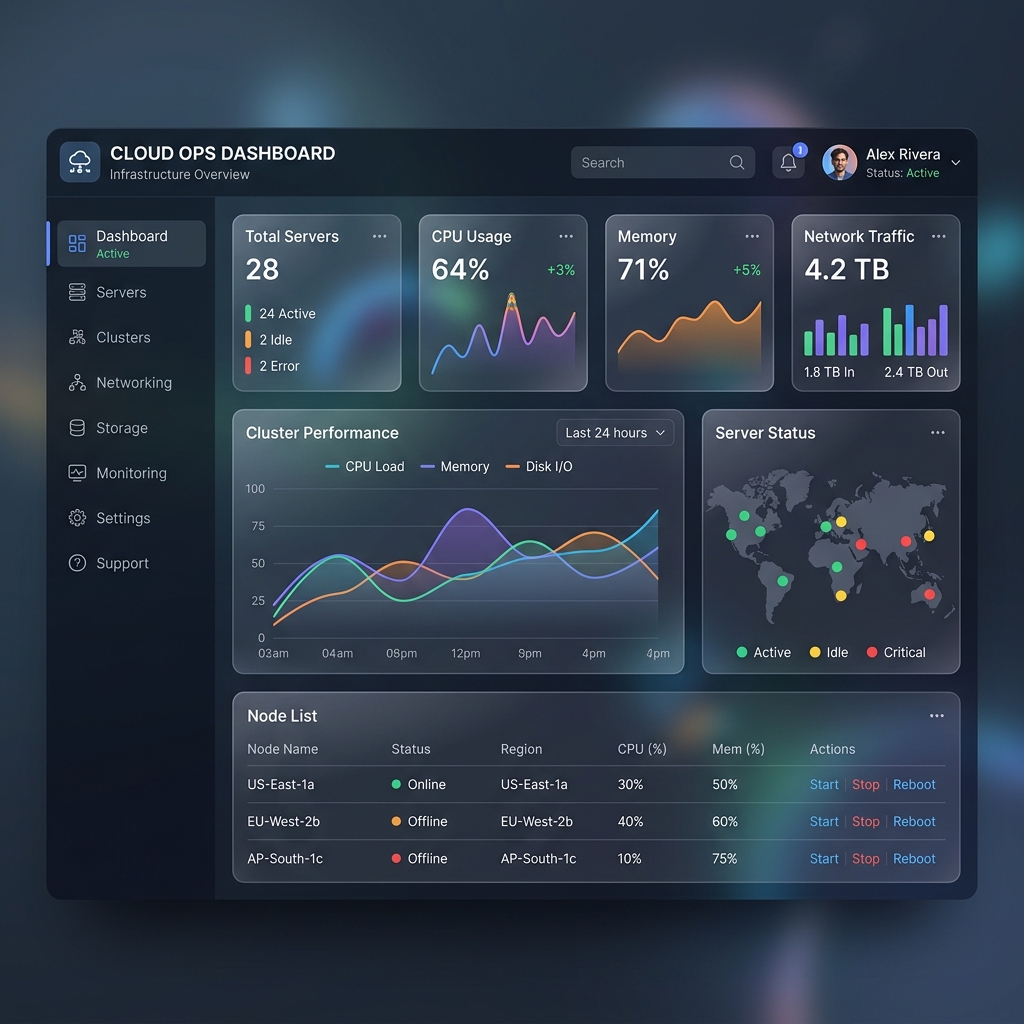 CLOUD OPS DASHBOARD
Infrastructure Overview
Search
1
Alex Rivera
Status: Active
Dashboard
Active
Servers
Clusters
Networking
Storage
Monitoring
Settings
Support
Total Servers
28
24 Active
2 Idle
2 Error
CPU Usage
64%
+3%
Memory
71%
+5%
Network Traffic
4.2 TB
1.8 TB In
2.4 TB Out
Cluster Performance
Last 24 hours
CPU Load
Memory
Disk I/O
100
75
50
25
0
03am 04am 08pm 12pm 9pm 4pm 4pm
Server Status
Active
Idle
Critical
Node List
Node Name Status Region CPU (%) Mem (%) Actions
US-East-1a Online US-East-1a 30% 50% Start | Stop | Reboot
EU-West-2b Offline EU-West-2b 40% 60% Start | Stop | Reboot
AP-South-1c Offline AP-South-1c 10% 75% Start | Stop | Reboot